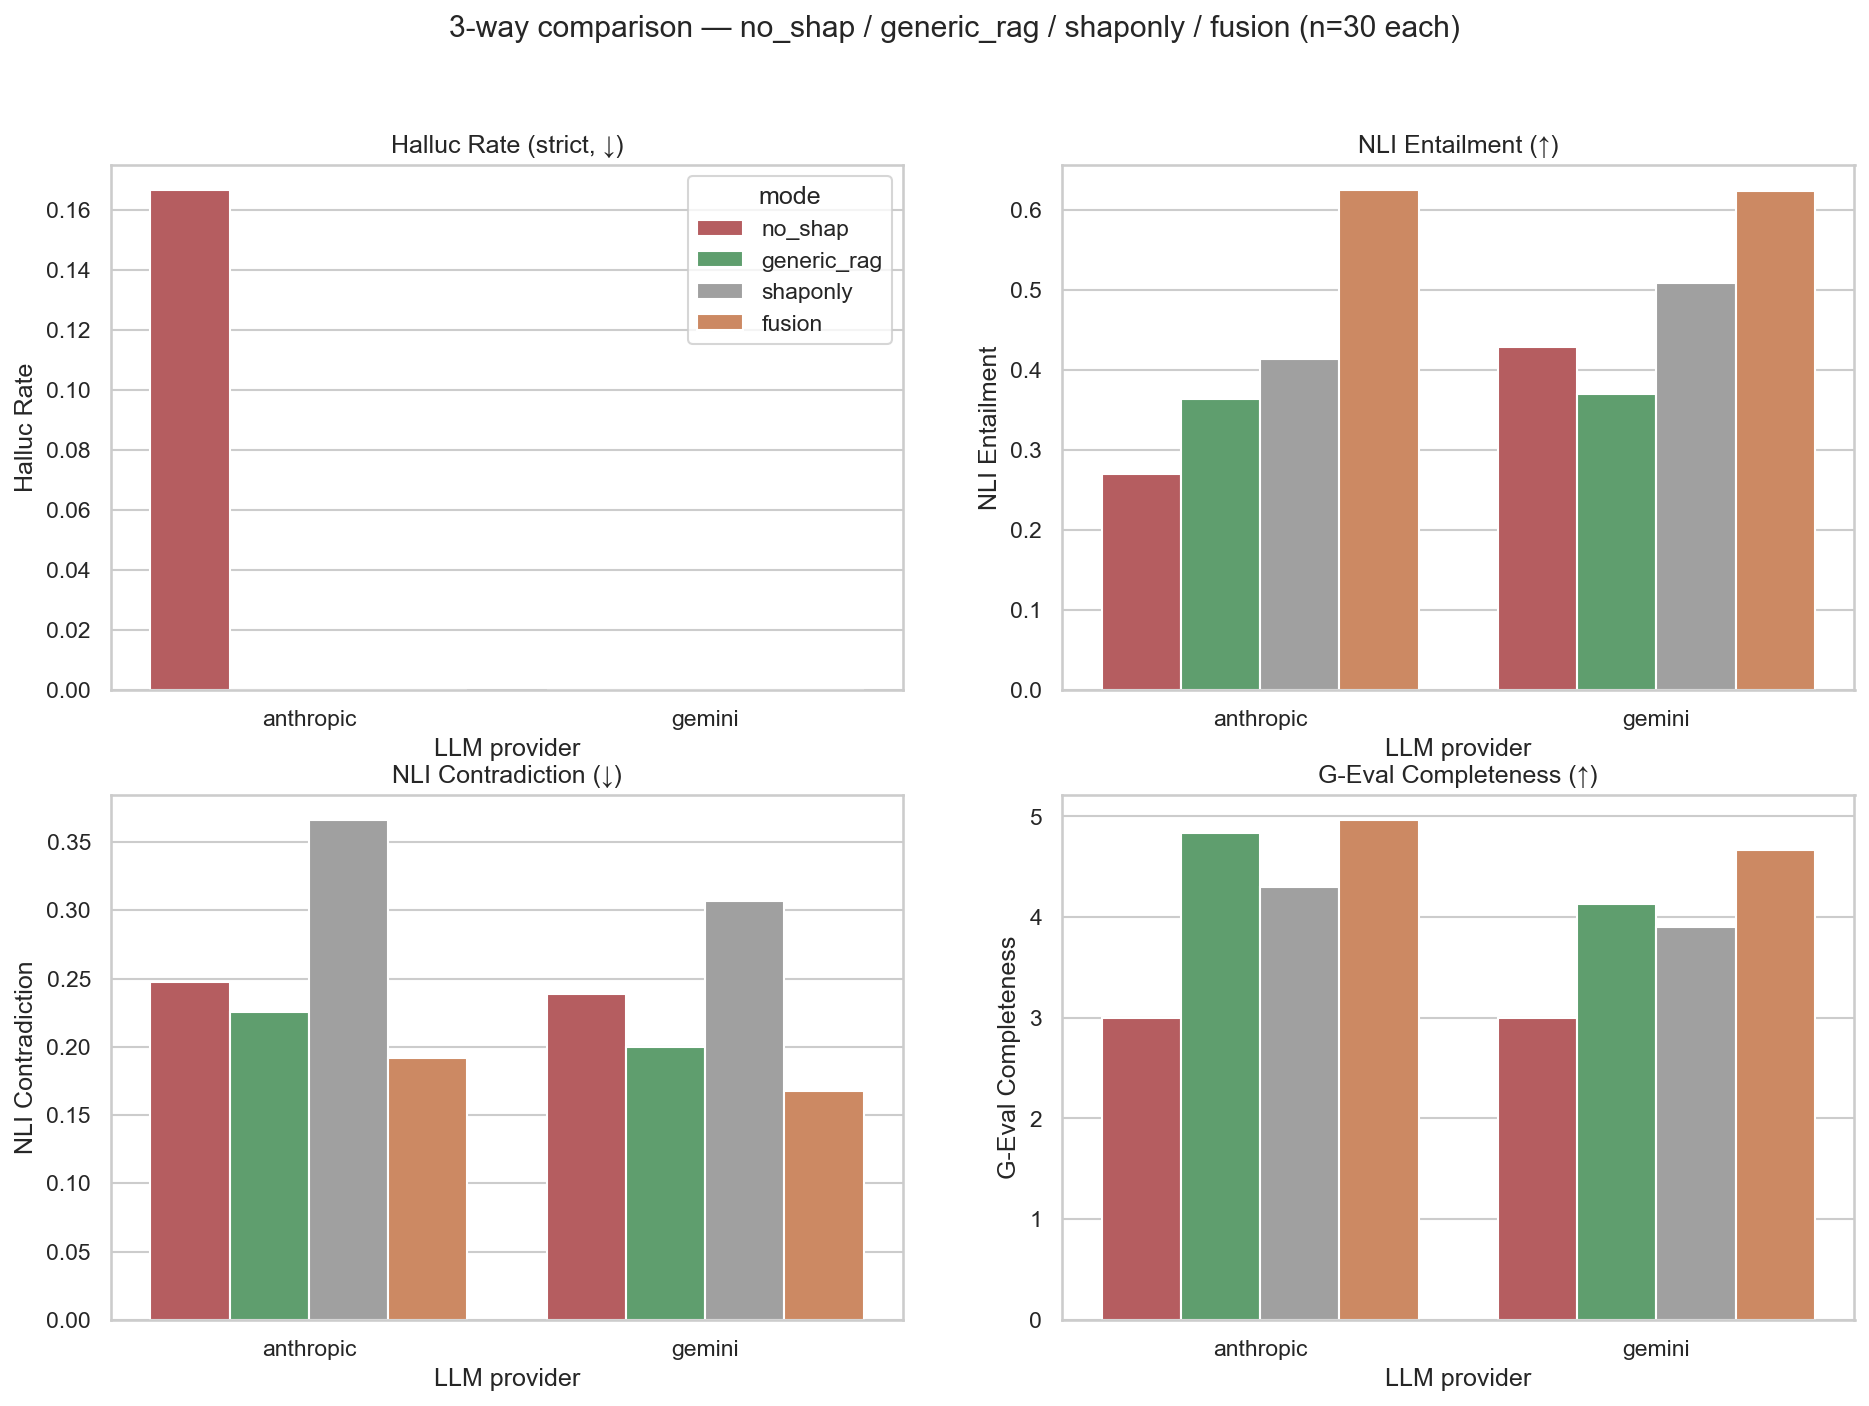 3-way comparison — no_shap / generic_rag / shaponly / fusion (n=30 each)
Halluc Rate (strict, ↓)
Halluc Rate
0.16
0.14
0.12
0.10
0.08
0.06
0.04
0.02
0.00
mode
no_shap
generic_rag
shaponly
fusion
anthropic
gemini
LLM provider
NLI Entailment (↑)
NLI Entailment
0.6
0.5
0.4
0.3
0.2
0.1
0.0
anthropic
gemini
LLM provider
NLI Contradiction (↓)
NLI Contradiction
0.35
0.30
0.25
0.20
0.15
0.10
0.05
0.00
anthropic
gemini
LLM provider
G-Eval Completeness (↑)
G-Eval Completeness
5
4
3
2
1
0
anthropic
gemini
LLM provider